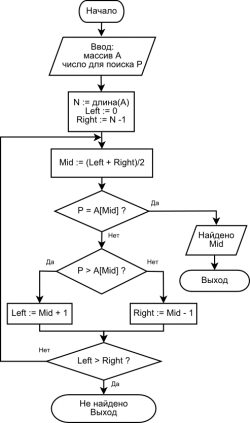 Начало
Ввод:
массив A
число для поиска P
N := длина(A)
Left := 0
Right := N -1
Mid := (Left + Right)/2
P = A[Mid] ?
Да
Нет
Найдено
Mid
Выход
P > A[Mid] ?
Да
Нет
Left := Mid + 1
Right := Mid - 1
Left > Right ?
Нет
Да
Не найдено
Выход